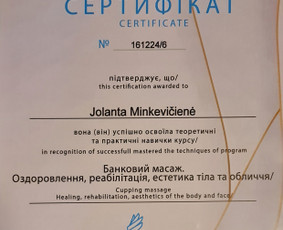 СЕРТИФІКАТ
CERTIFICATE
№ 161224/6
підтверджує, що/
this certification awarded to
Jolanta Minkevičienė
вона (він) успішно освоїла теоретичні
та практичні навички курсу/
in recognition of successfull mastered the techniques of program
Банковий масаж.
Оздоровлення, реабілітація, естетика тіла та обличчя/
Cupping massage
Healing, rehabilitation, aesthetics of the body and face/